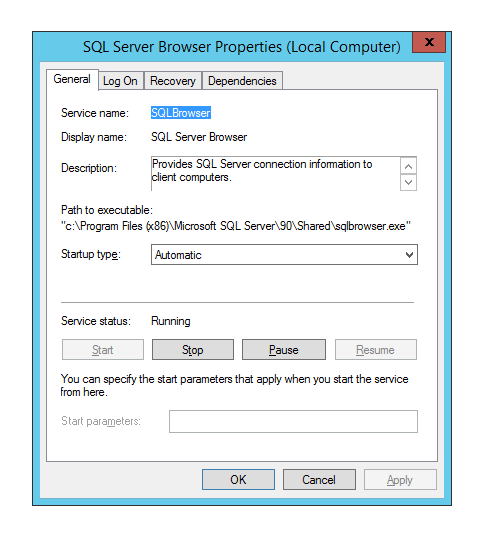 SQL Server Browser Properties (Local Computer)
x
General Log On Recovery Dependencies
Service name: SQLBrowser
Display name: SQL Server Browser
Description: Provides SQL Server connection information to
client computers.
Path to executable:
"c:\Program Files (x86)\Microsoft SQL Server\90\Shared\sqlbrowser.exe"
Startup type: Automatic
Service status: Running
Start Stop Pause Resume
You can specify the start parameters that apply when you start the service
from here.
Start parameters:
OK Cancel Apply